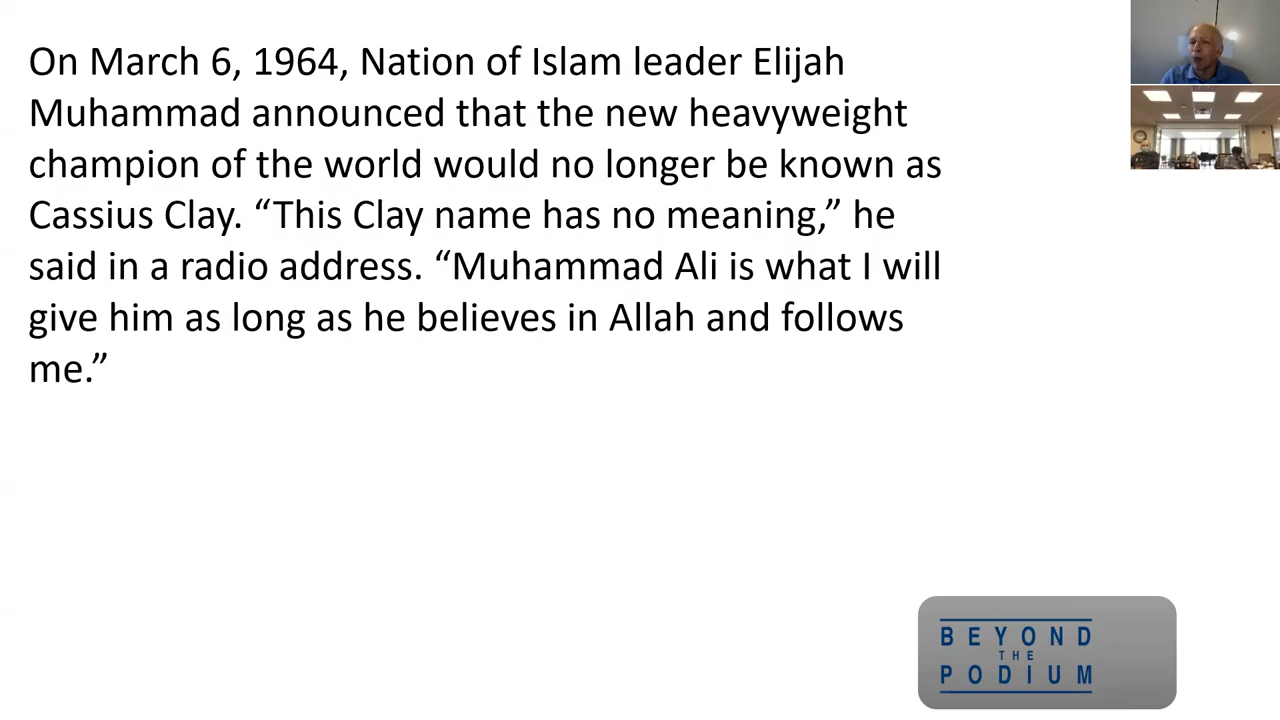 On March 6, 1964, Nation of Islam leader Elijah
Muhammad announced that the new heavyweight
champion of the world would no longer be known as
Cassius Clay. “This Clay name has no meaning,” he
said in a radio address. “Muhammad Ali is what I will
give him as long as he believes in Allah and follows
me.”
BEYOND
THE
PODIUM